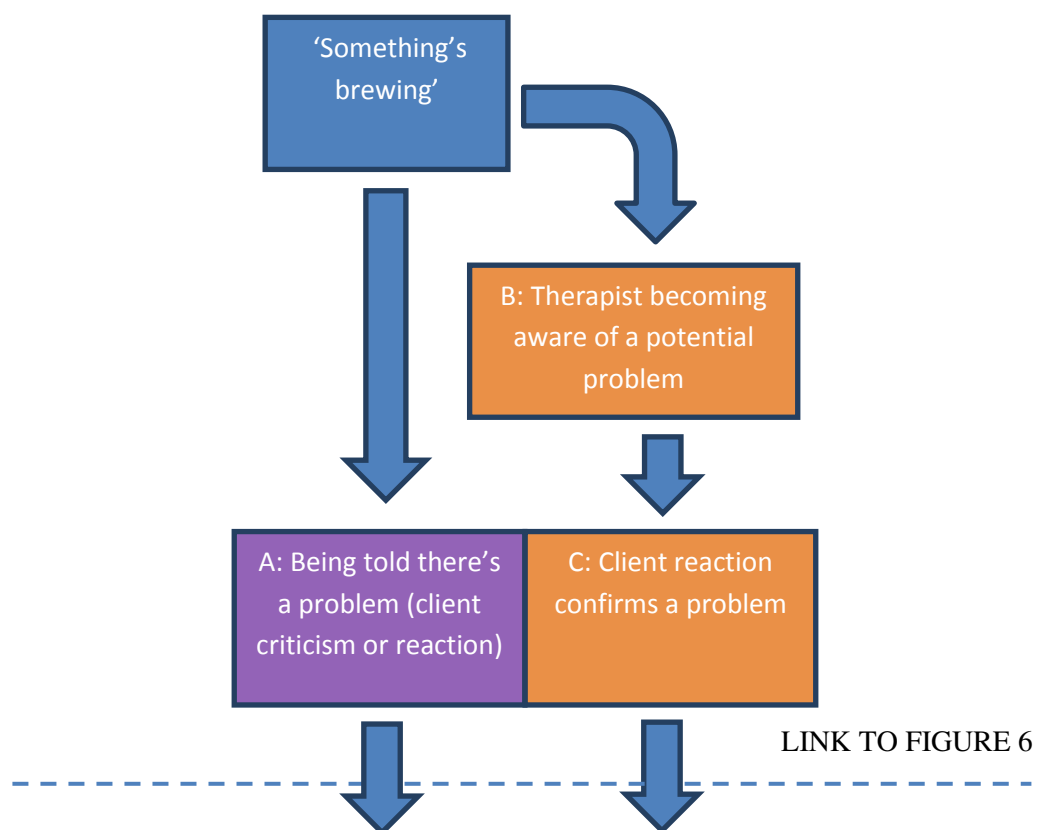 ‘Something’s
brewing’
B: Therapist becoming
aware of a potential
problem
A: Being told there’s
a problem (client
criticism or reaction)
C: Client reaction
confirms a problem
LINK TO FIGURE 6